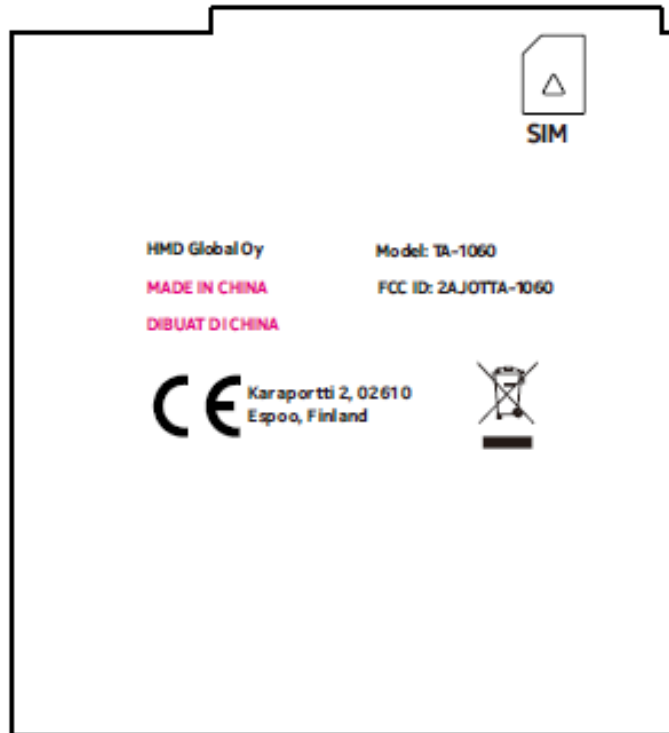 SIM
HMD Global Oy
Model: TA-1060
MADE IN CHINA
FCC ID: 2AJOTTA-1060
DIBUAT DI CHINA
CE
Karaportti 2, 02610
Espoo, Finland